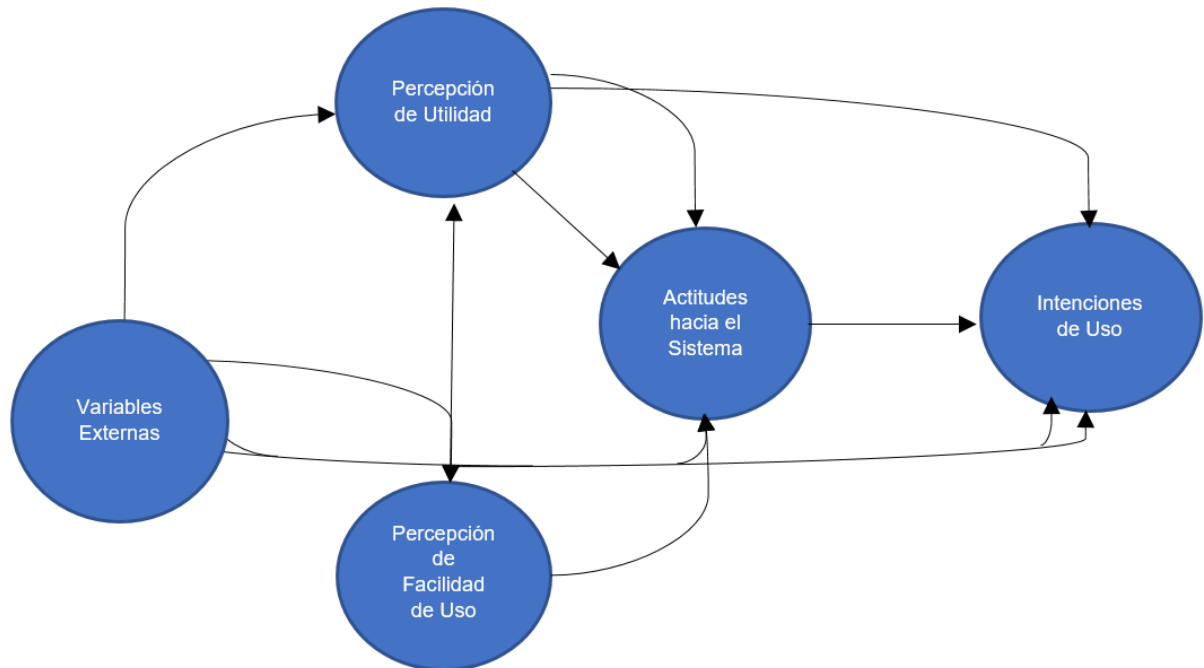 Percepción
de Utilidad
Actitudes
hacia el
Sistema
Intenciones
de Uso
Variables
Externas
Percepción
de
Facilidad
de Uso